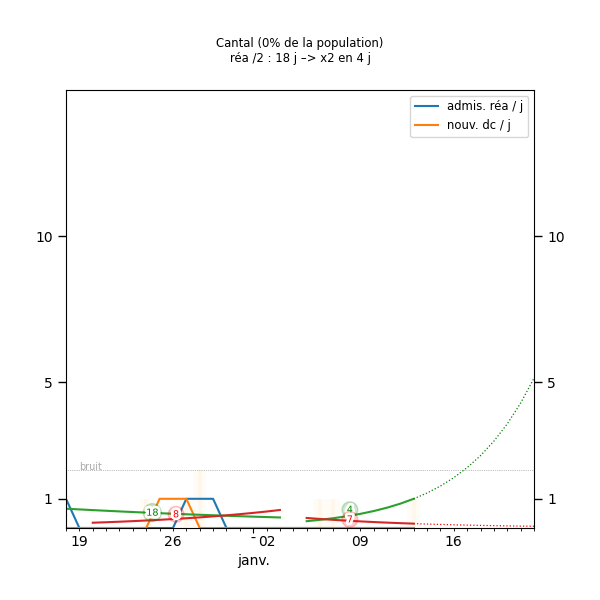 Cantal (0% de la population)
réa /2 : 18 j –> x2 en 4 j
admis. réa / j
nouv. dc / j
10
10
5
5
bruit
1
1
18
8
4
7
19
26
- 02
09
16
janv.